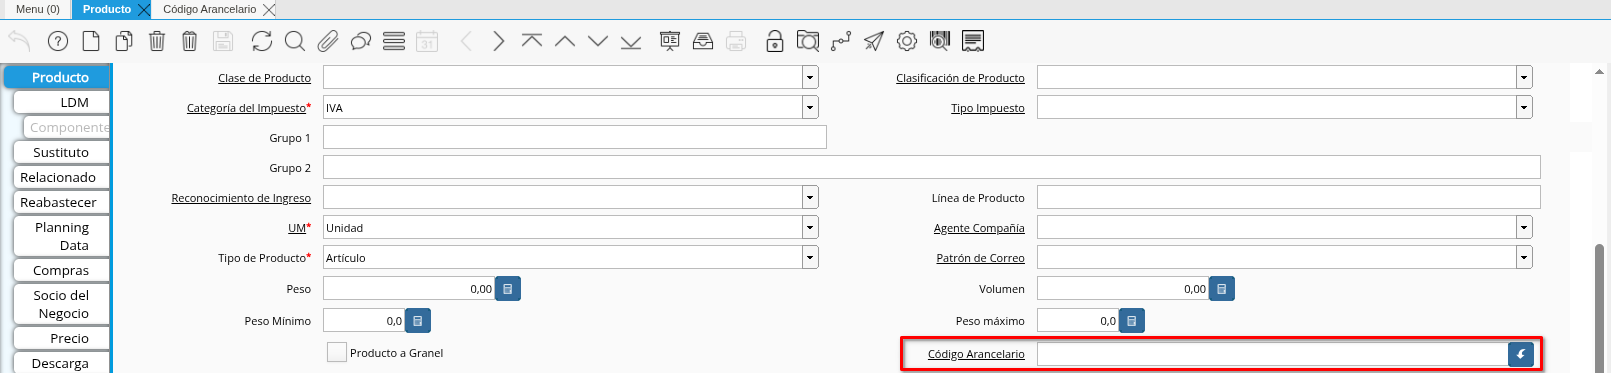 Menu (0) Producto Código Arancelario
31
Producto
LDM
Componente
Sustituto
Relacionado
Reabastecer
Planning
Data
Compras
Socio del
Negocio
Precio
Descarga
Clase de Producto Clasificación de Producto
Categoría del Impuesto* IVA Tipo Impuesto
Grupo 1
Grupo 2
Reconocimiento de Ingreso Línea de Producto
UM* Unidad Agente Compañía
Tipo de Producto* Artículo Patrón de Correo
Peso 0,00 Volumen 0,00
Peso Mínimo 0,0 Peso máximo 0,0
Producto a Granel Código Arancelario